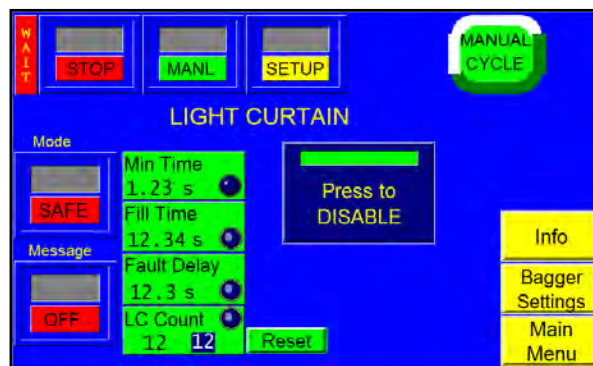 WAIT
STOP
MANL
SETUP
MANUAL
CYCLE
LIGHT CURTAIN
Mode
SAFE
Message
OFF
Min Time
1.23 s
Fill Time
12.34 s
Fault Delay
12.3 s
LC Count
12 12
Reset
Press to
DISABLE
Info
Bagger
Settings
Main
Menu